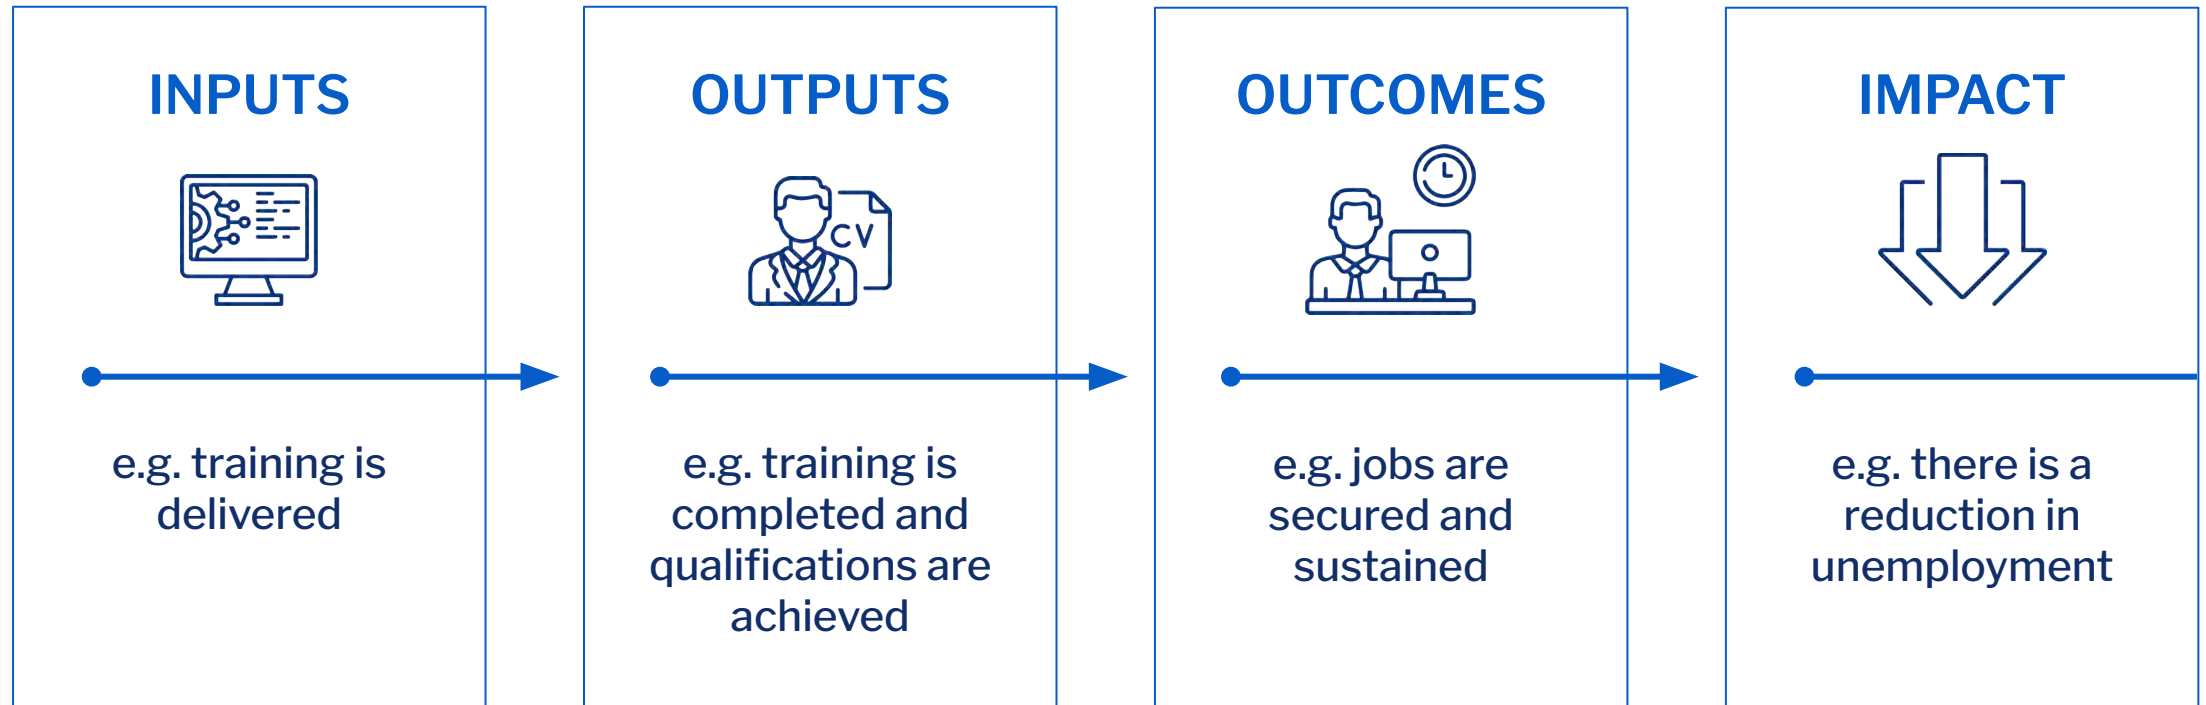 INPUTS
e.g. training is
delivered
OUTPUTS
CV
e.g. training is
completed and
qualifications are
achieved
OUTCOMES
e.g. jobs are
secured and
sustained
IMPACT
e.g. there is a
reduction in
unemployment